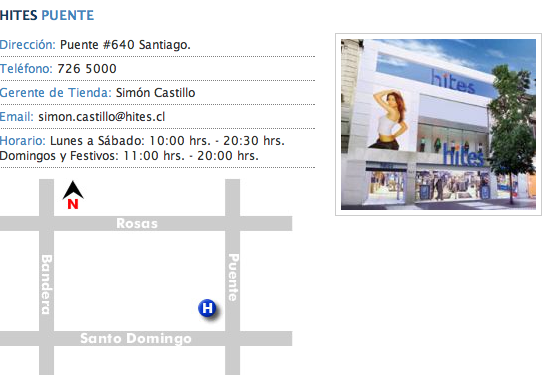 HITES PUENTE
Dirección: Puente #640 Santiago.
Teléfono: 726 5000
Gerente de Tienda: Simón Castillo
Email: simon.castillo@hites.cl
Horario: Lunes a Sábado: 10:00 hrs. - 20:30 hrs.
Domingos y Festivos: 11:00 hrs. - 20:00 hrs.
hites
hites
N
Rosas
Bandera
Puente
H
Santo Domingo